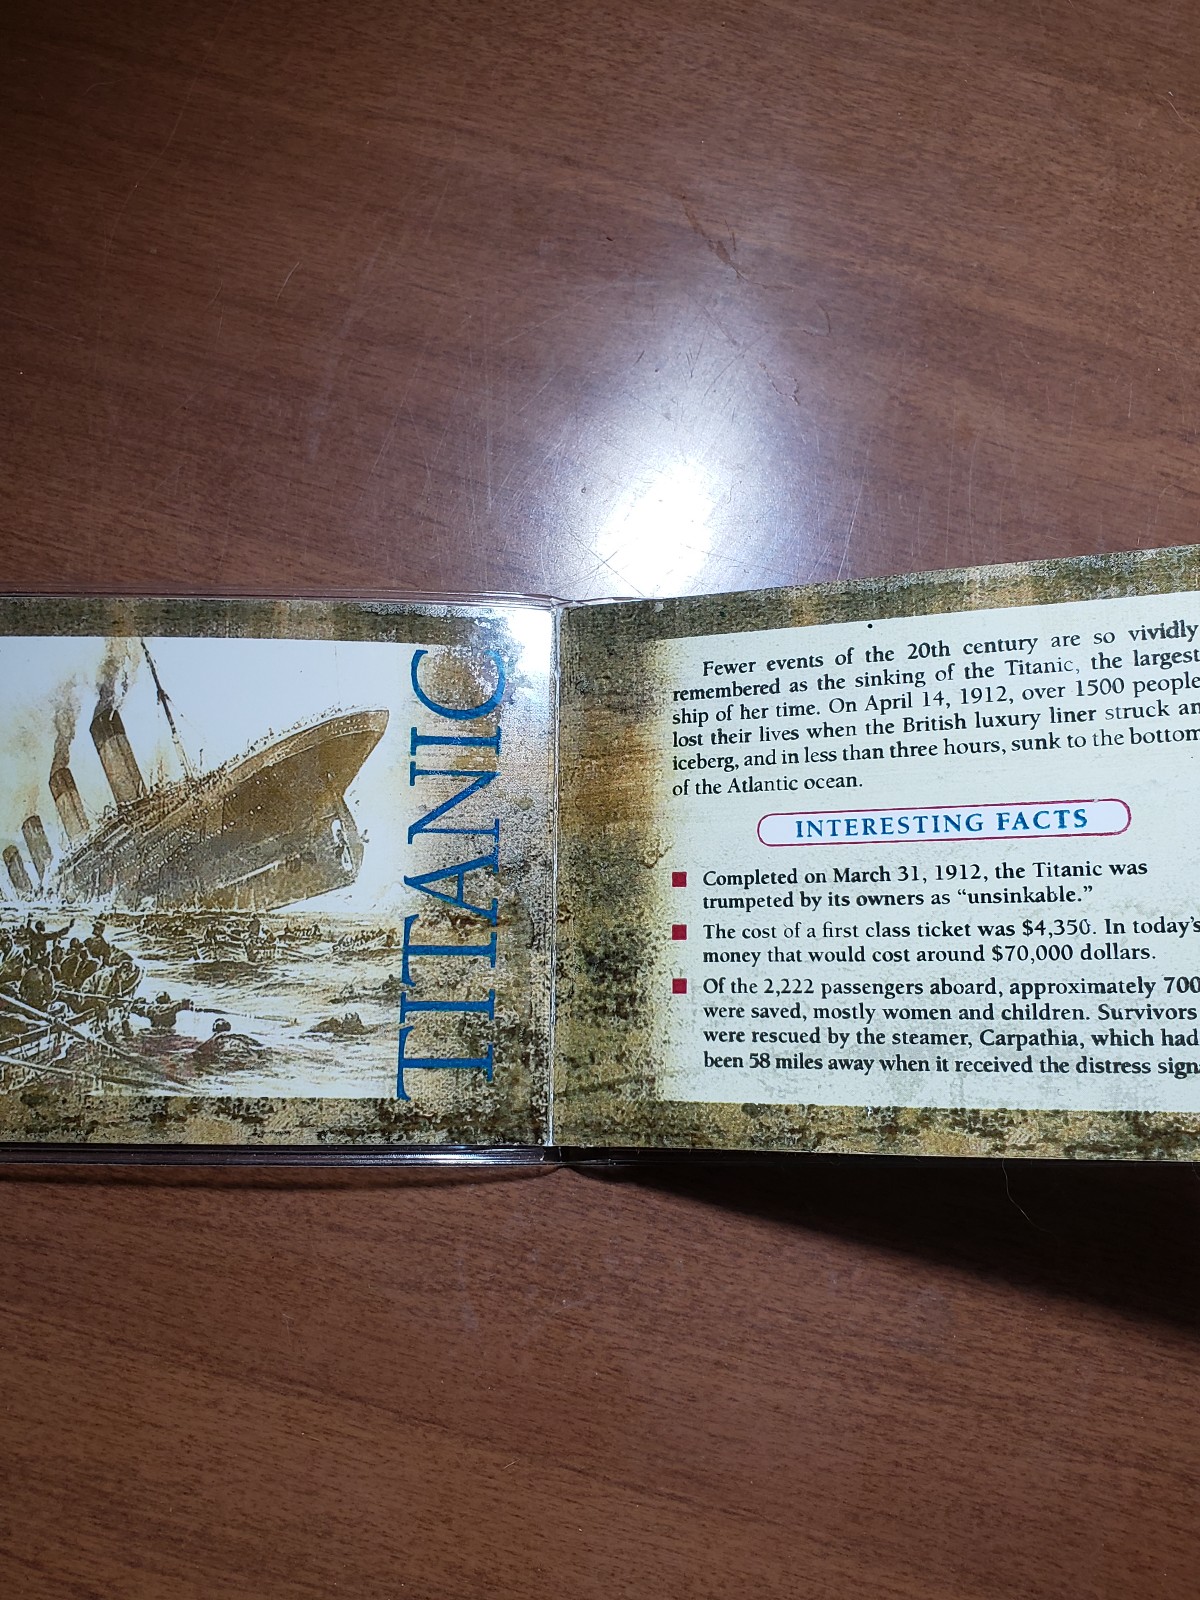 TITANIC
Fewer events of the 20th century are so vividly
remembered as the sinking of the Titanic, the largest
ship of her time. On April 14, 1912, over 1500 people
lost their lives when the British luxury liner struck an
iceberg, and in less than three hours, sunk to the bottom
of the Atlantic ocean.
INTERESTING FACTS
Completed on March 31, 1912, the Titanic was
trumpeted by its owners as “unsinkable.”
The cost of a first class ticket was $4,350. In today's
money that would cost around $70,000 dollars.
Of the 2,222 passengers aboard, approximately 700
were saved, mostly women and children. Survivors
were rescued by the steamer, Carpathia, which had
been 58 miles away when it received the distress